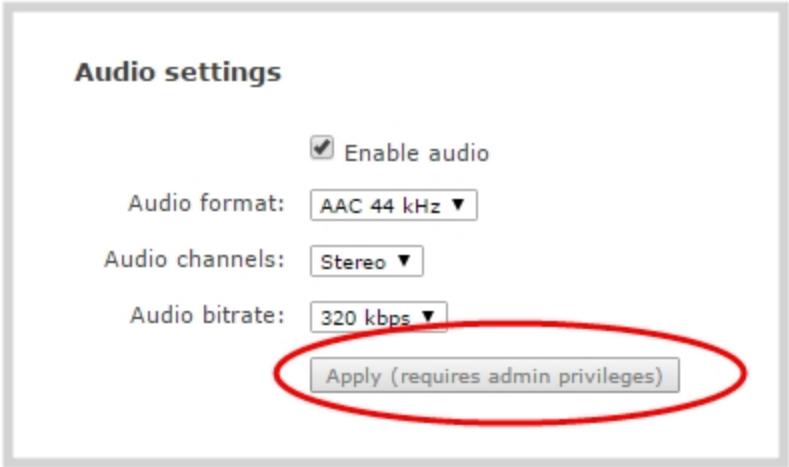 Audio settings
Enable audio
Audio format: AAC 44 kHz
Audio channels: Stereo
Audio bitrate: 320 kbps
Apply (requires admin privileges)